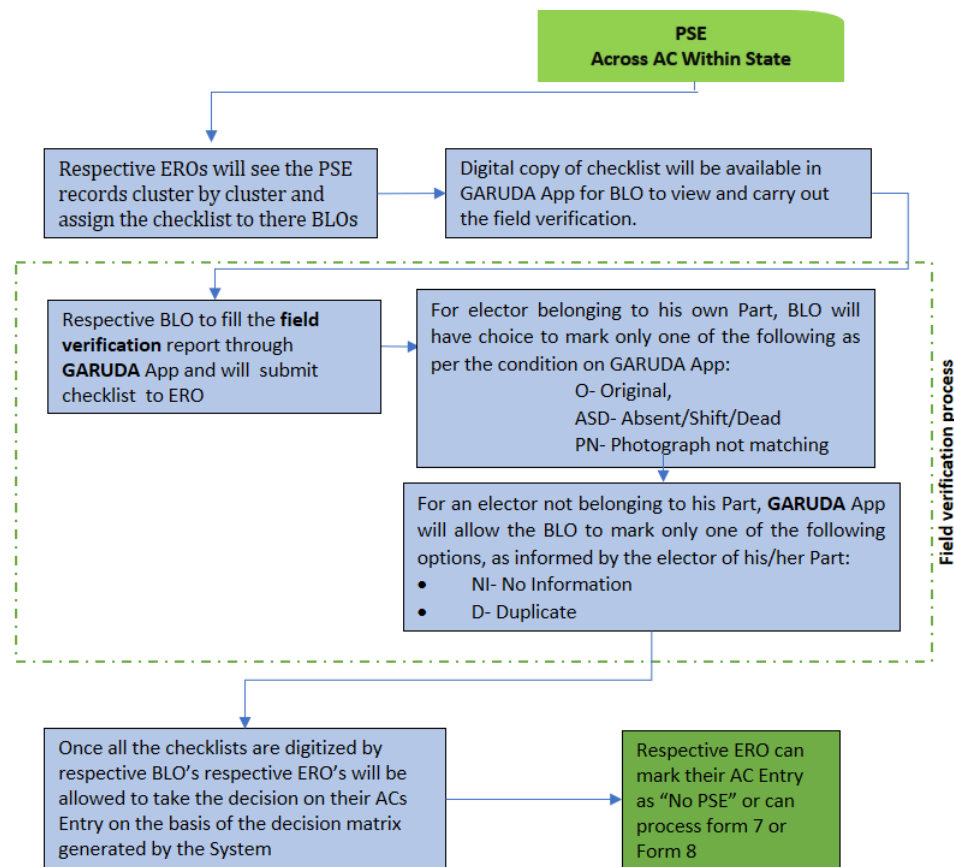 PSE
Across AC Within State
Respective EROs will see the PSE
records cluster by cluster and
assign the checklist to there BLOs
Digital copy of checklist will be available in
GARUDA App for BLO to view and carry out
the field verification.
Respective BLO to fill the field
verification report through
GARUDA App and will submit
checklist to ERO
For elector belonging to his own Part, BLO will
have choice to mark only one of the following as
per the condition on GARUDA App:
O- Original,
ASD- Absent/Shift/Dead
PN- Photograph not matching
For an elector not belonging to his Part, GARUDA App
will allow the BLO to mark only one of the following
options, as informed by the elector of his/her Part:
• NI- No Information
• D- Duplicate
Field verification process
Once all the checklists are digitized by
respective BLO’s respective ERO’s will be
allowed to take the decision on their ACs
Entry on the basis of the decision matrix
generated by the System
Respective ERO can
mark their AC Entry
as “No PSE” or can
process form 7 or
Form 8